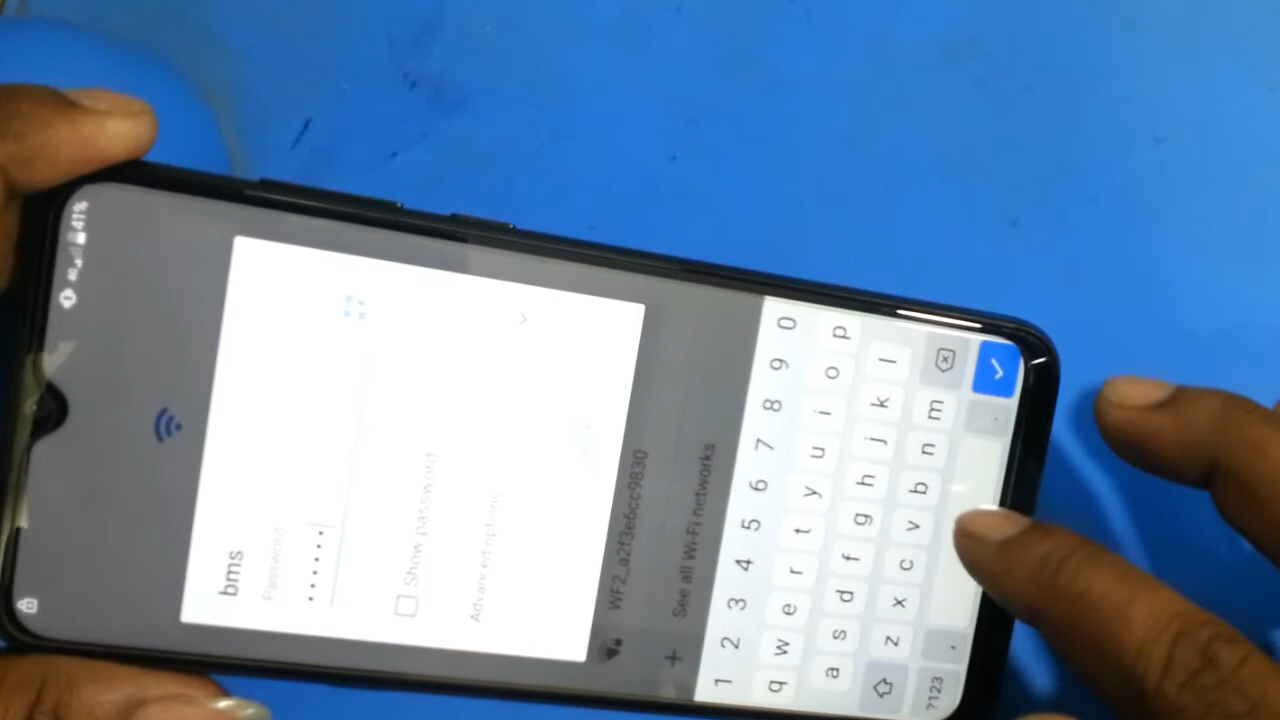 4G 41%
bms
Password
••••••
Show password
Advanced options
WF2_a2f3e6cc9830
See all Wi-Fi networks
1 2 3 4 5 6 7 8 9 0
q w e r t y u i o p
a s d f g h j k l
z x c v b n m
?123 , .